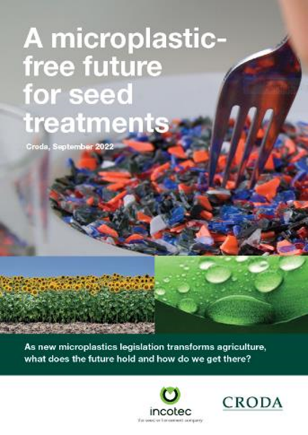 A microplastic-
free future
for seed
treatments
Croda, September 2022
As new microplastics legislation transforms agriculture,
what does the future hold and how do we get there?
incotec
CRODA